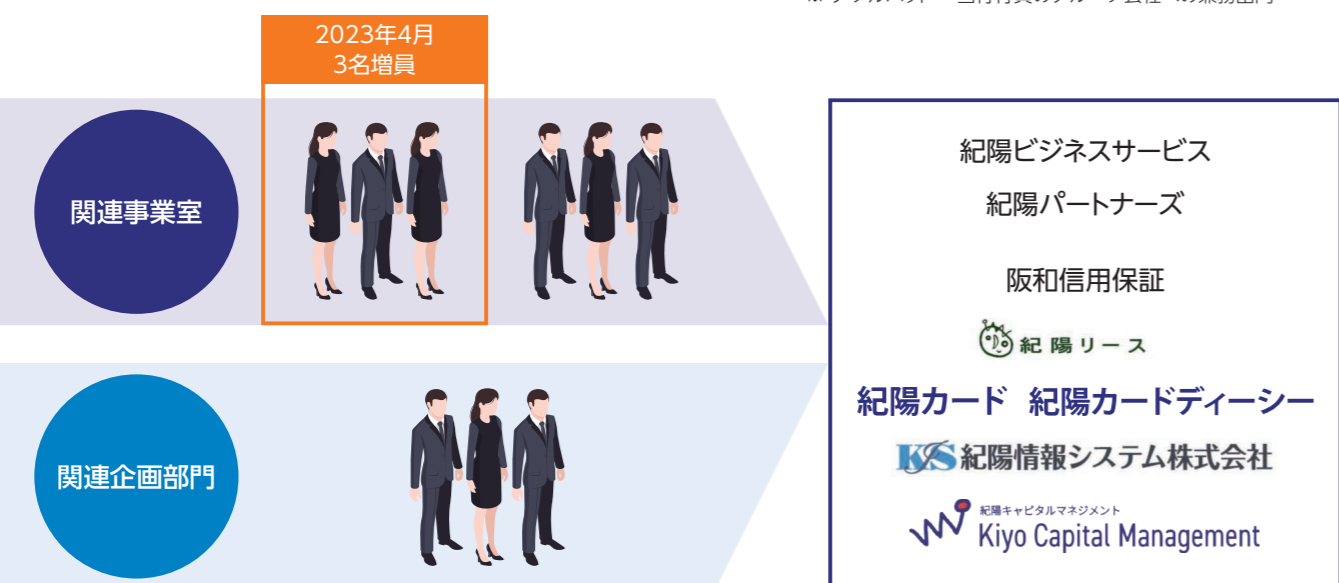 2023年4月
3名増員
関連事業室
関連企画部門
紀陽ビジネスサービス
紀陽パートナーズ
阪和信用保証
紀陽リース
紀陽カード 紀陽カードディーシー
KS 紀陽情報システム株式会社
紀陽キャピタルマネジメント
Kiyo Capital Management